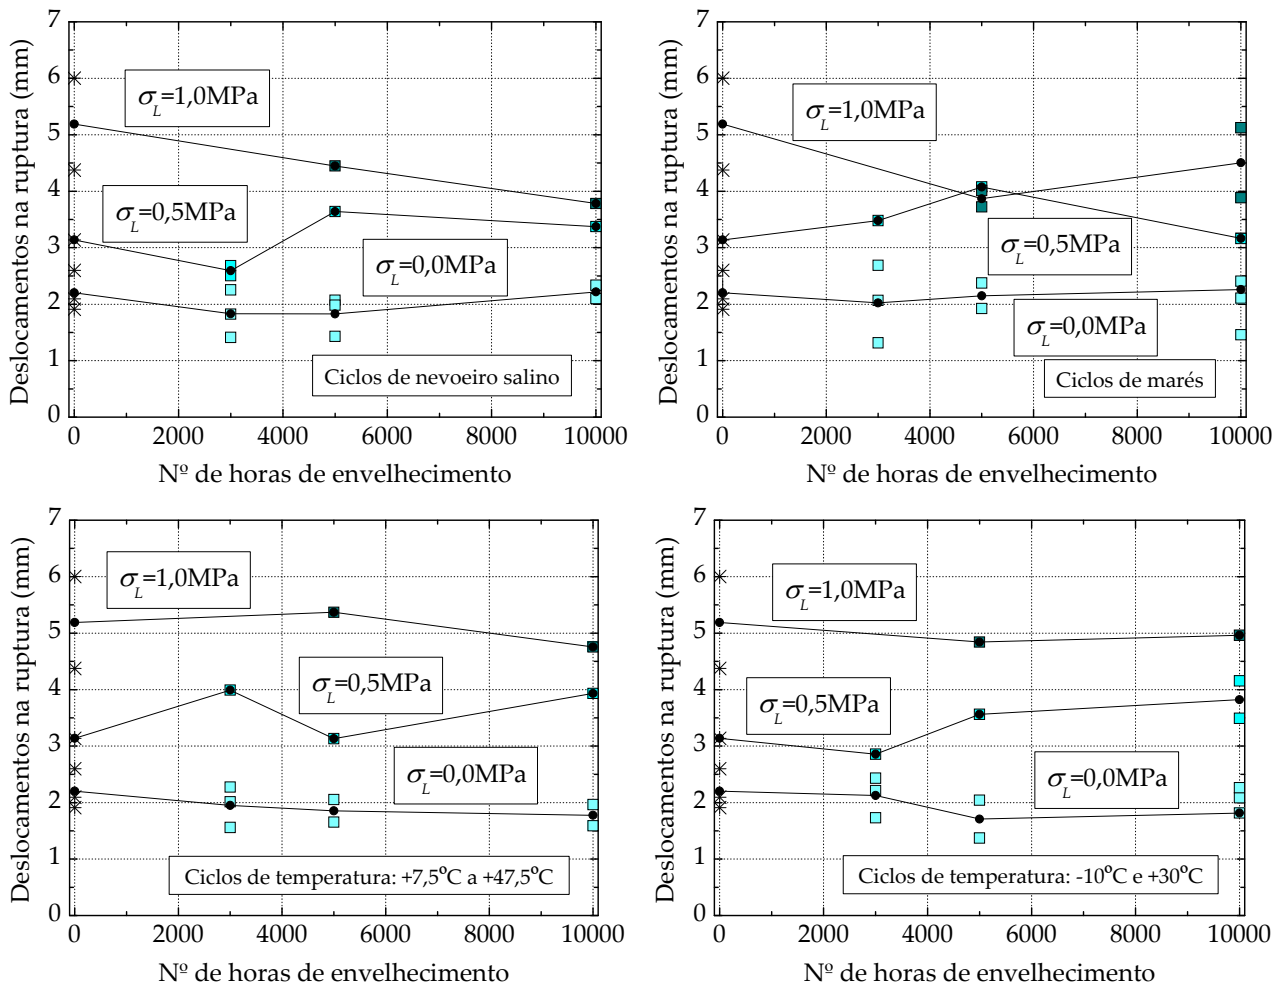 Deslocamentos na ruptura (mm)
7
6
5
4
3
2
1
0
σL=1,0MPa
σL=0,5MPa
σL=0,0MPa
Ciclos de nevoeiro salino
0 2000 4000 6000 8000 10000
Nº de horas de envelhecimento
Deslocamentos na ruptura (mm)
7
6
5
4
3
2
1
0
σL=1,0MPa
σL=0,5MPa
σL=0,0MPa
Ciclos de marés
0 2000 4000 6000 8000 10000
Nº de horas de envelhecimento
Deslocamentos na ruptura (mm)
7
6
5
4
3
2
1
0
σL=1,0MPa
σL=0,5MPa
σL=0,0MPa
Ciclos de temperatura: +7,5ºC a +47,5ºC
0 2000 4000 6000 8000 10000
Nº de horas de envelhecimento
Deslocamentos na ruptura (mm)
7
6
5
4
3
2
1
0
σL=1,0MPa
σL=0,5MPa
σL=0,0MPa
Ciclos de temperatura: -10ºC e +30ºC
0 2000 4000 6000 8000 10000
Nº de horas de envelhecimento